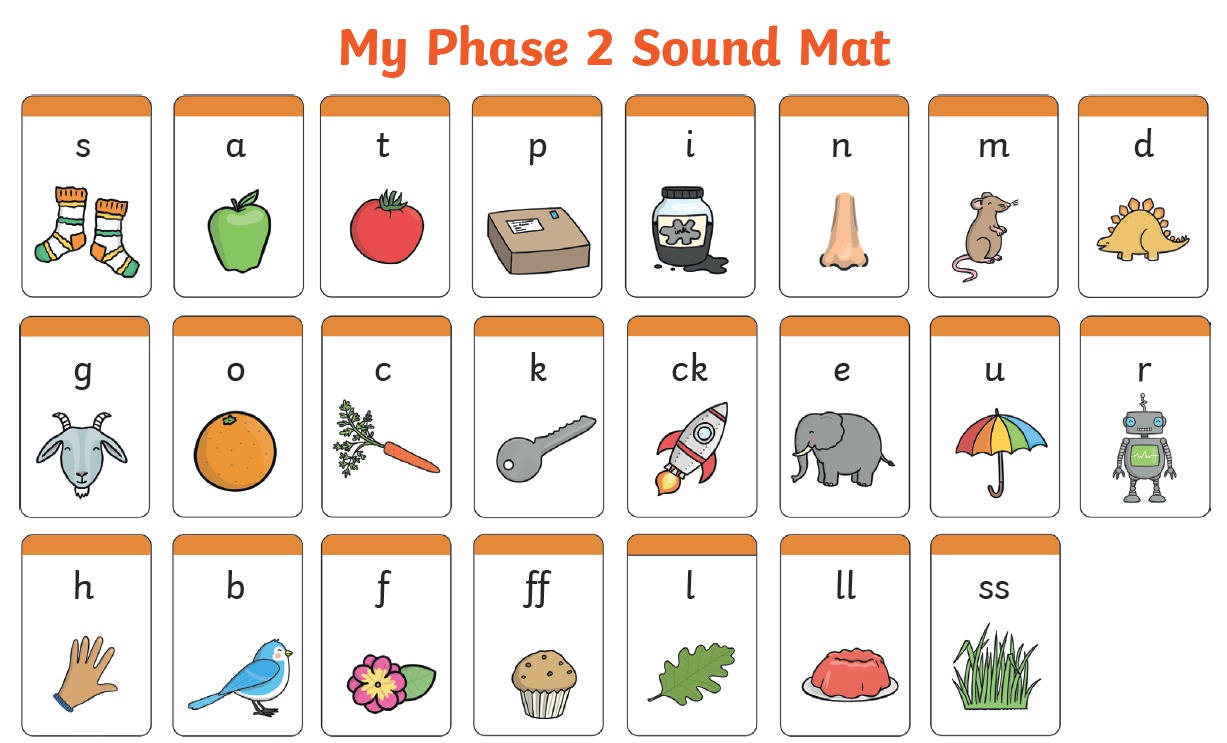 My Phase 2 Sound Mat
s a t p i n m d
ink
g o c k ck e u r
h b f ff l ll ss